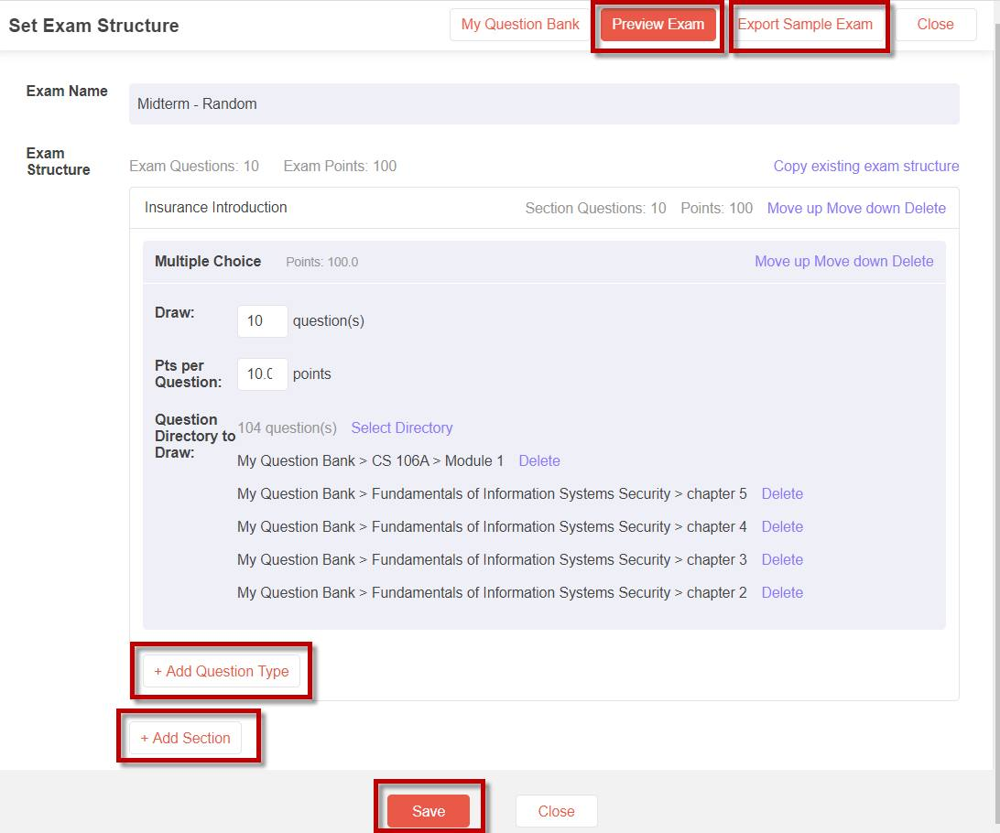 Set Exam Structure My Question Bank Preview Exam Export Sample Exam Close
Exam Name Midterm - Random
Exam Structure Exam Questions: 10 Exam Points: 100 Copy existing exam structure
Insurance Introduction Section Questions: 10 Points: 100 Move up Move down Delete
Multiple Choice Points: 100.0 Move up Move down Delete
Draw: 10 question(s)
Pts per Question: 10.0 points
Question Directory to Draw: 104 question(s) Select Directory
My Question Bank > CS 106A > Module 1 Delete
My Question Bank > Fundamentals of Information Systems Security > chapter 5 Delete
My Question Bank > Fundamentals of Information Systems Security > chapter 4 Delete
My Question Bank > Fundamentals of Information Systems Security > chapter 3 Delete
My Question Bank > Fundamentals of Information Systems Security > chapter 2 Delete
+ Add Question Type
+ Add Section
Save Close